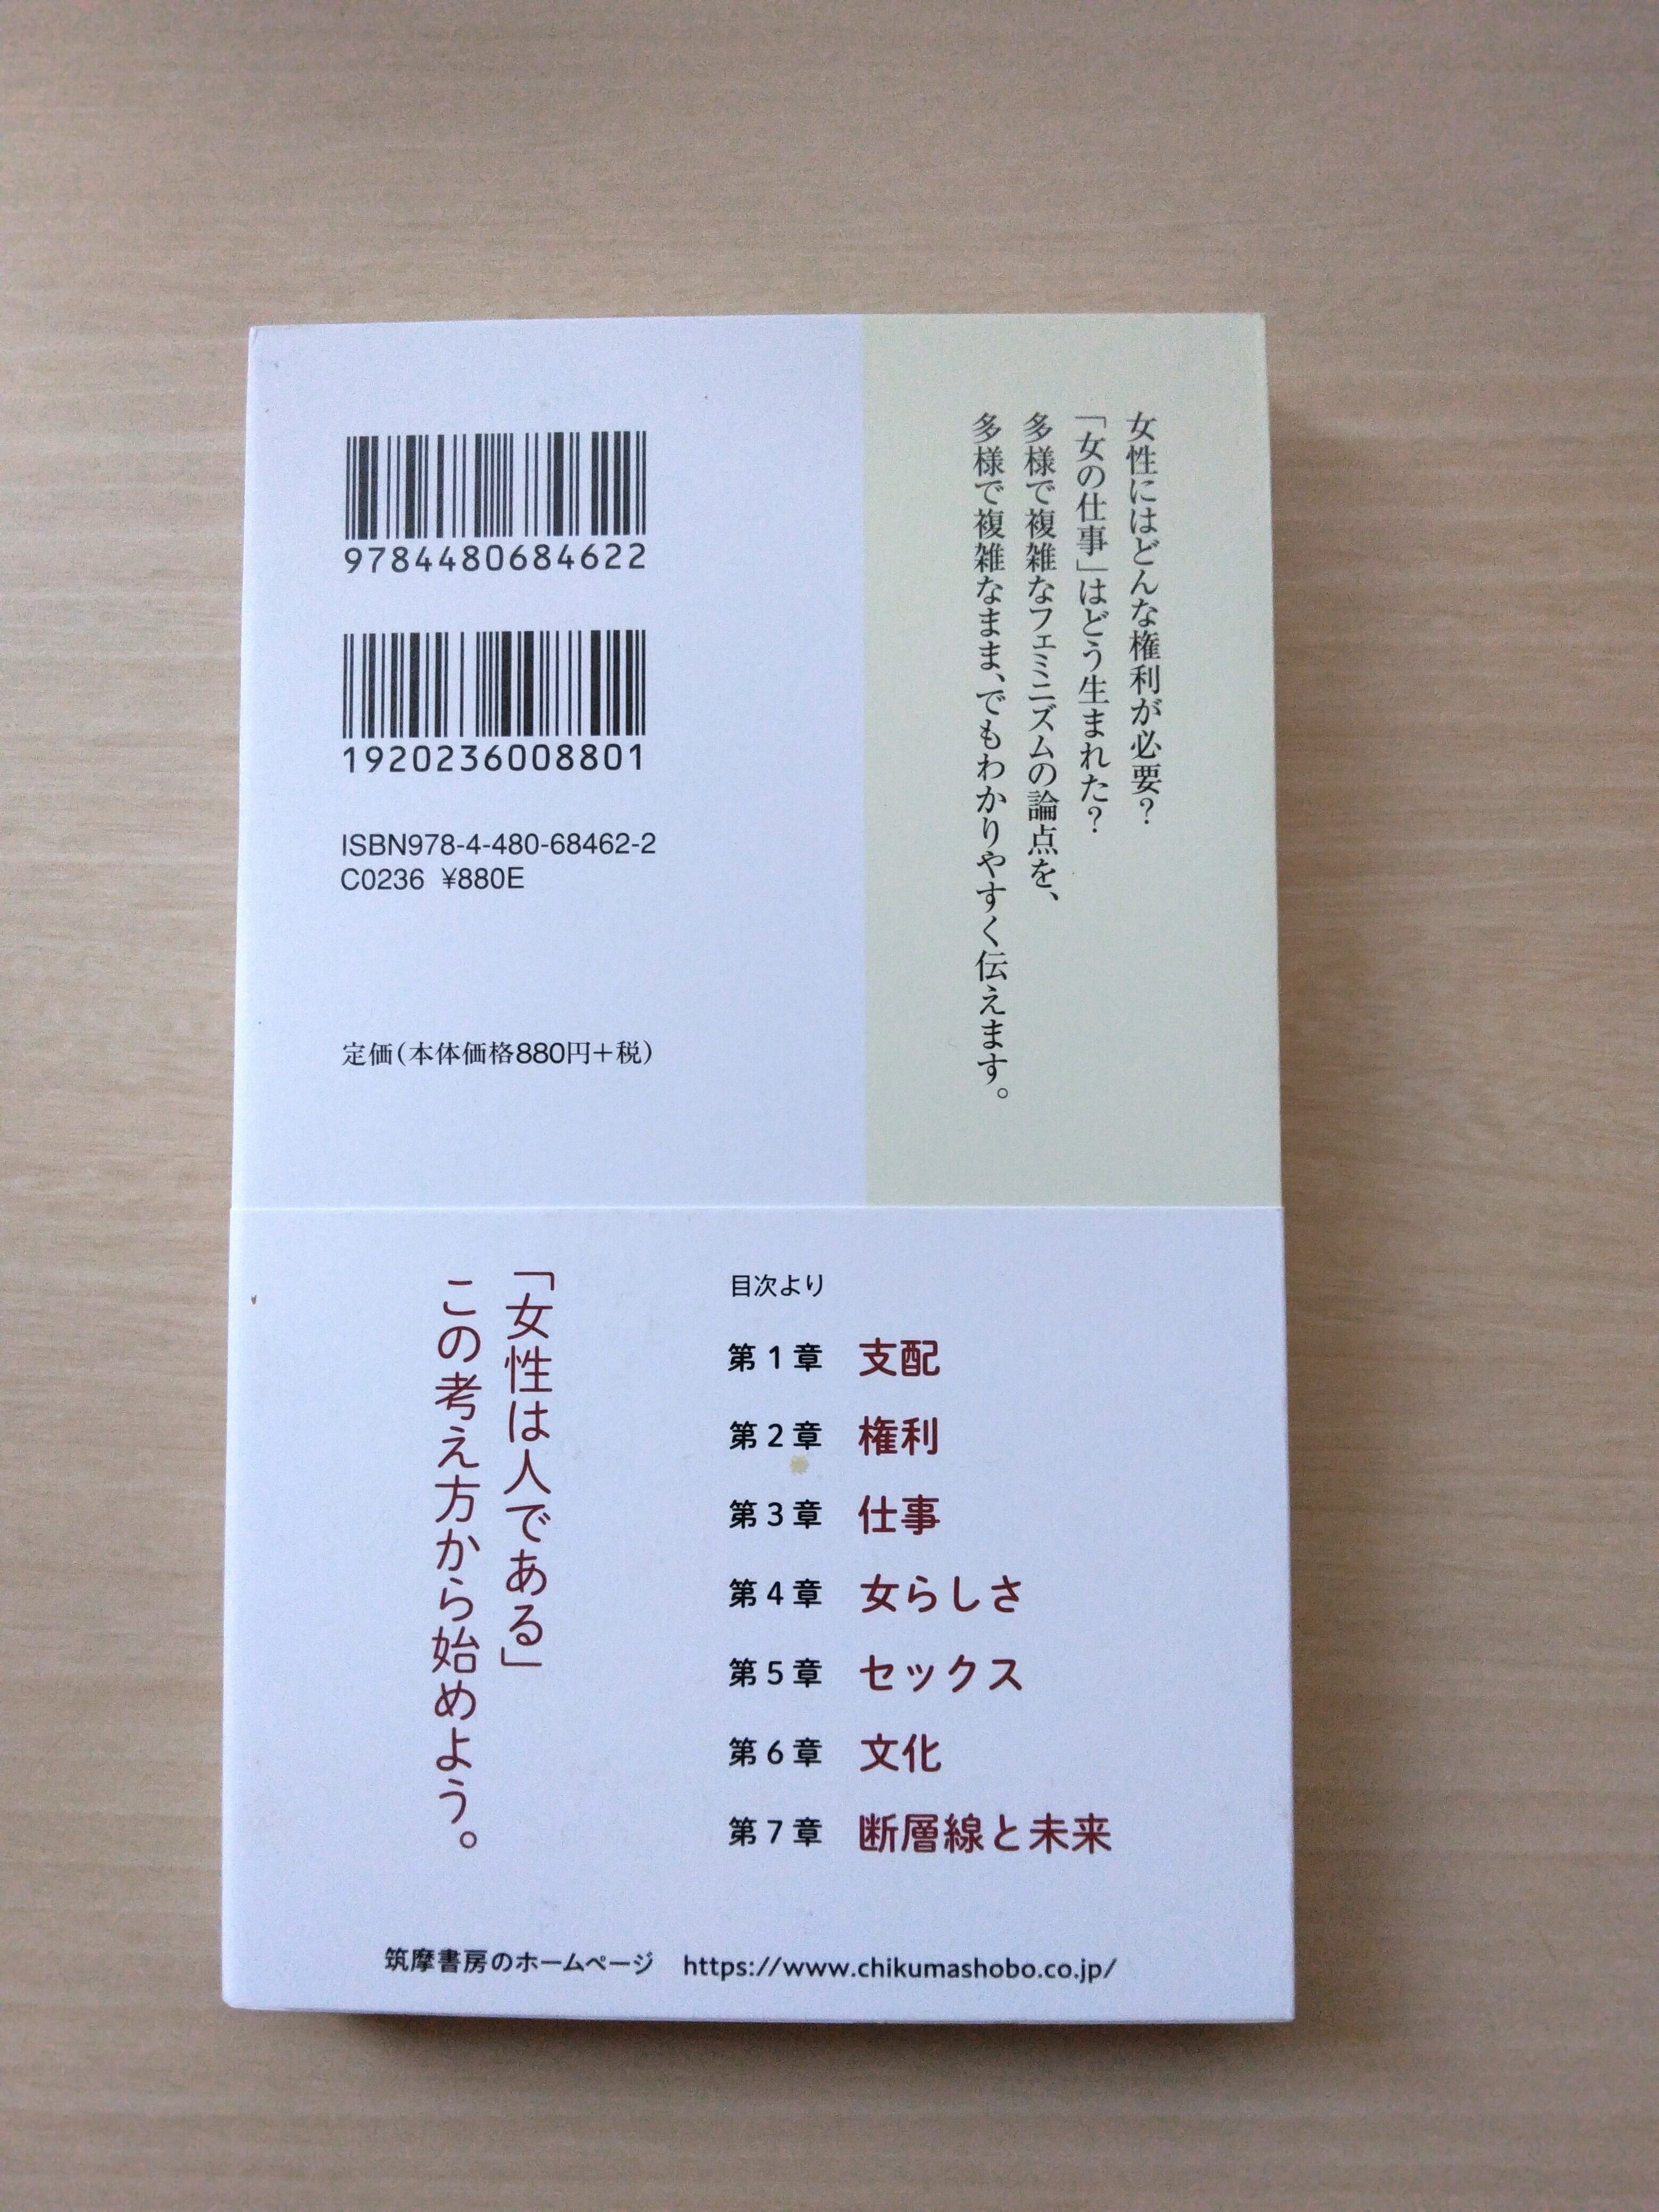 女性にはどんな権利が必要？
「女の仕事」はどう生まれた？
多様で複雑なフェミニズムの論点を、
多様で複雑なまま、でもわかりやすく伝えます。
9784480684622
1920236008801
ISBN978-4-480-68462-2
C0236 ¥880E
定価（本体価格880円＋税）
目次より
第1章 支配
第2章 権利
第3章 仕事
第4章 女らしさ
第5章 セックス
第6章 文化
第7章 断層線と未来
「女性は人である」
この考え方から始めよう。
筑摩書房のホームページ https://www.chikumashobo.co.jp/